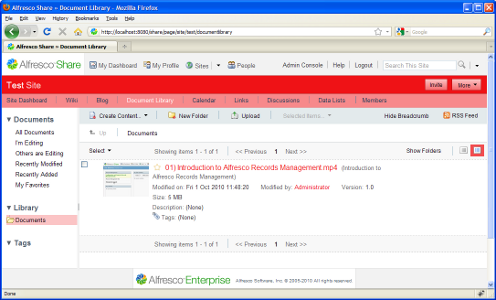 Alfresco Share » Document Library - Mozilla Firefox
File Edit View History Bookmarks Tools Help
http://localhost:8080/share/page/site/test/documentlibrary
Google
Alfresco Share » Document Library
Alfresco Share My Dashboard My Profile Sites People Admin Console Help Logout Search This Site
Test Site Invite More
Site Dashboard Wiki Blog Document Library Calendar Links Discussions Data Lists Members
Documents
All Documents
I'm Editing
Others are Editing
Recently Modified
Recently Added
My Favorites
Library
Documents
Tags
Create Content... New Folder Upload Selected Items... Hide Breadcrumb RSS Feed
Up Documents
Select Showing items 1 - 1 of 1 << Previous 1 Next >> Show Folders
01) Introduction to Alfresco Records Management.mp4 (Introduction to
Alfresco Records Management)
Modified on: Fri 1 Oct 2010 11:48:20 Modified by: Administrator Version: 1.0
Size: 5 MB
Description: (None)
Tags: (None)
Showing items 1 - 1 of 1 << Previous 1 Next >>
Alfresco Enterprise Alfresco Software, Inc. © 2005-2010 All rights reserved.
Done